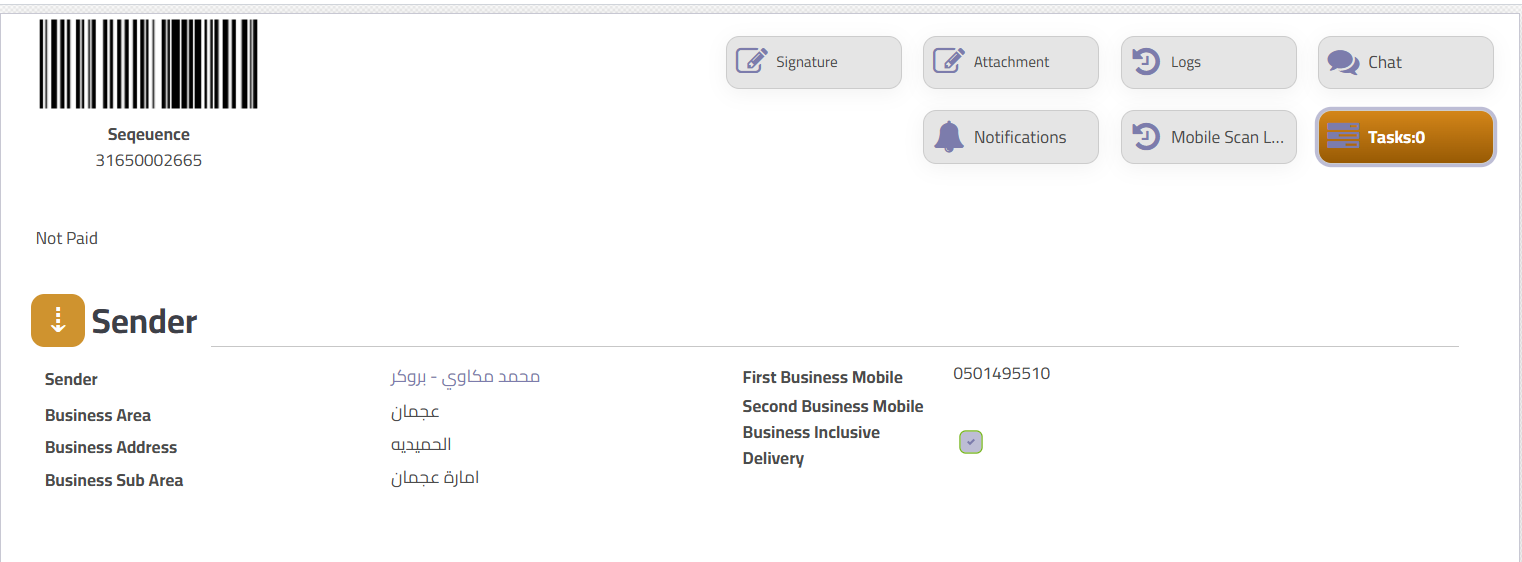 Signature
Attachment
Logs
Chat
Seqeuence
31650002665
Notifications
Mobile Scan L...
Tasks:0
Not Paid
Sender
Sender محمد مكاوي - بروكر
First Business Mobile 0501495510
Business Area عجمان
Second Business Mobile
Business Address الحميديه
Business Inclusive
Delivery
Business Sub Area امارة عجمان